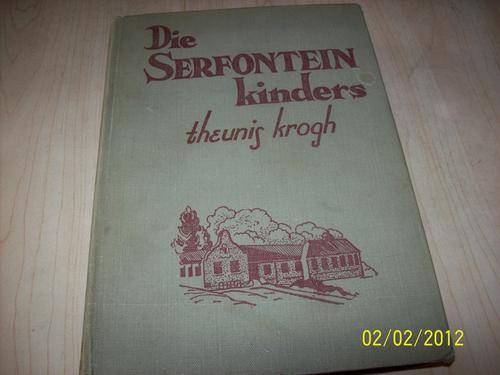 Die
SERFONTEIN
kinders
theunis krogh
02/02/2012